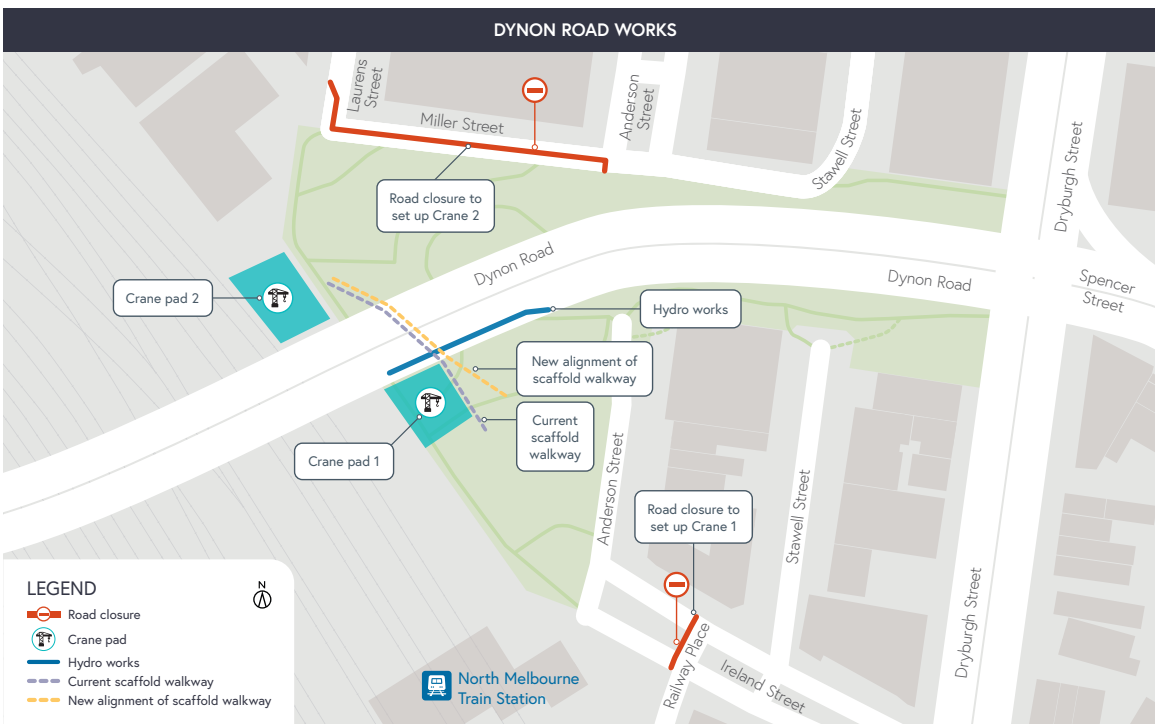 DYNON ROAD WORKS
Laurens
Street
Miller Street
Anderson
Street
Stawell Street
Dryburgh Street
Road closure to
set up Crane 2
Dynon Road
Dynon Road
Spencer
Street
Crane pad 2
Hydro works
New alignment of
scaffold walkway
Current
scaffold
walkway
Crane pad 1
Anderson Street
Stawell Street
Road closure to
set up Crane 1
Dryburgh Street
Railway Place
Ireland Street
North Melbourne
Train Station
LEGEND
N
Road closure
Crane pad
Hydro works
Current scaffold walkway
New alignment of scaffold walkway